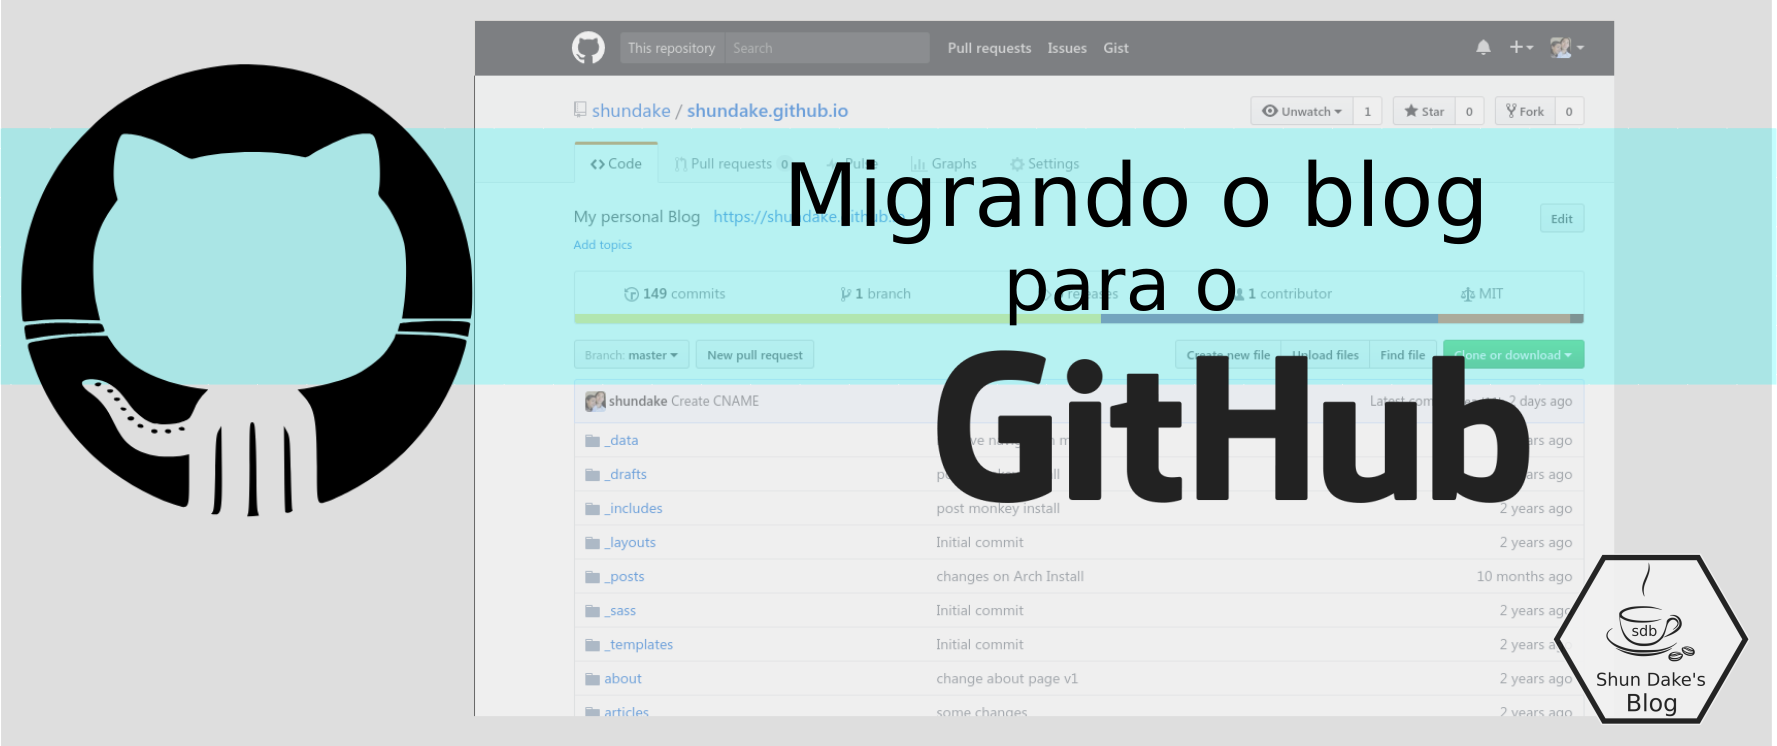 This repository Search Pull requests Issues Gist
shundake / shundake.github.io Unwatch 1 Star 0 Fork 0
Code Pull requests 0 Pulse Graphs Settings
Migrando o blog
My personal Blog https://shundake.github.io Edit
Add topics
para o
149 commits 1 branch releases 1 contributor MIT
Branch: master New pull request Create new file Upload files Find file Clone or download
GitHub
shundake Create CNAME Latest 2 days ago
_data ago
_drafts ago
_includes post monkey install 2 years ago
_layouts Initial commit 2 years ago
_posts changes on Arch Install 10 months ago
_sass Initial commit 2 years ago
_templates Initial commit 2 years
about change about page v1 2 years
articles some changes 2 years ago
sdb
Shun Dake's
Blog